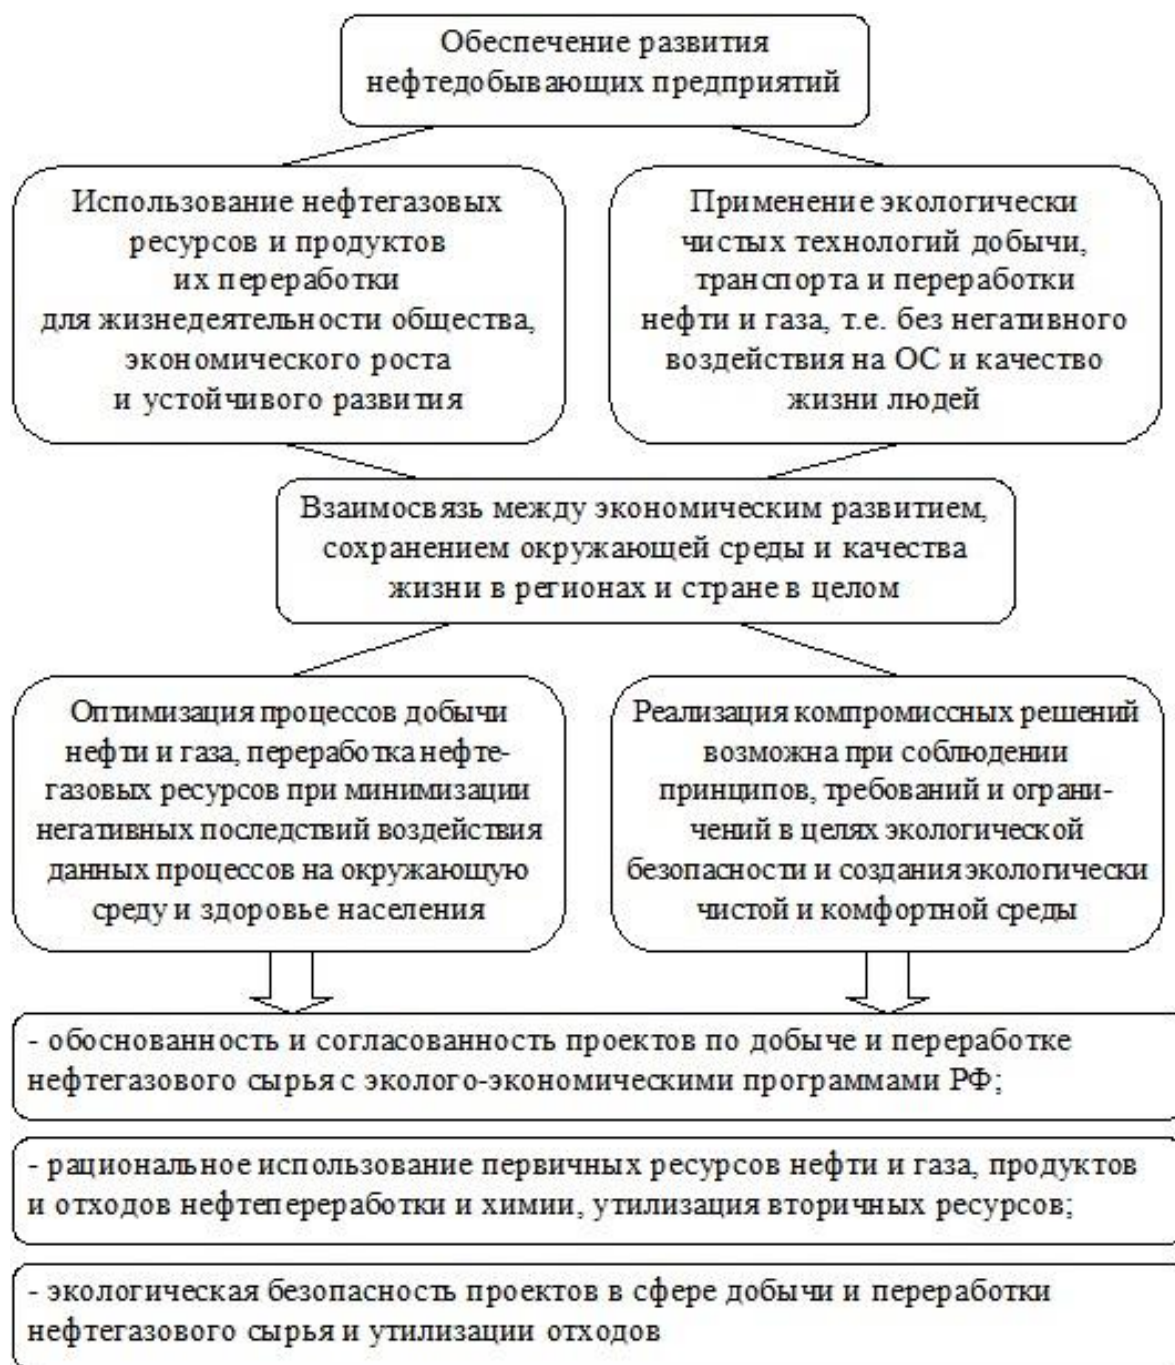 Обеспечение развития
нефтедобывающих предприятий
Использование нефтегазовых
ресурсов и продуктов
их переработки
для жизнедеятельности общества,
экономического роста
и устойчивого развития
Применение экологически
чистых технологий добычи,
транспорта и переработки
нефти и газа, т.е. без негативного
воздействия на ОС и качество
жизни людей
Взаимосвязь между экономическим развитием,
сохранением окружающей среды и качества
жизни в регионах и стране в целом
Оптимизация процессов добычи
нефти и газа, переработка нефте-
газовых ресурсов при минимизации
негативных последствий воздействия
данных процессов на окружающую
среду и здоровье населения
Реализация компромиссных решений
возможна при соблюдении
принципов, требований и ограни-
чений в целях экологической
безопасности и создания экологически
чистой и комфортной среды
- обоснованность и согласованность проектов по добыче и переработке
нефтегазового сырья с эколого-экономическими программами РФ;
- рациональное использование первичных ресурсов нефти и газа, продуктов
и отходов нефтепереработки и химии, утилизация вторичных ресурсов;
- экологическая безопасность проектов в сфере добычи и переработки
нефтегазового сырья и утилизации отходов